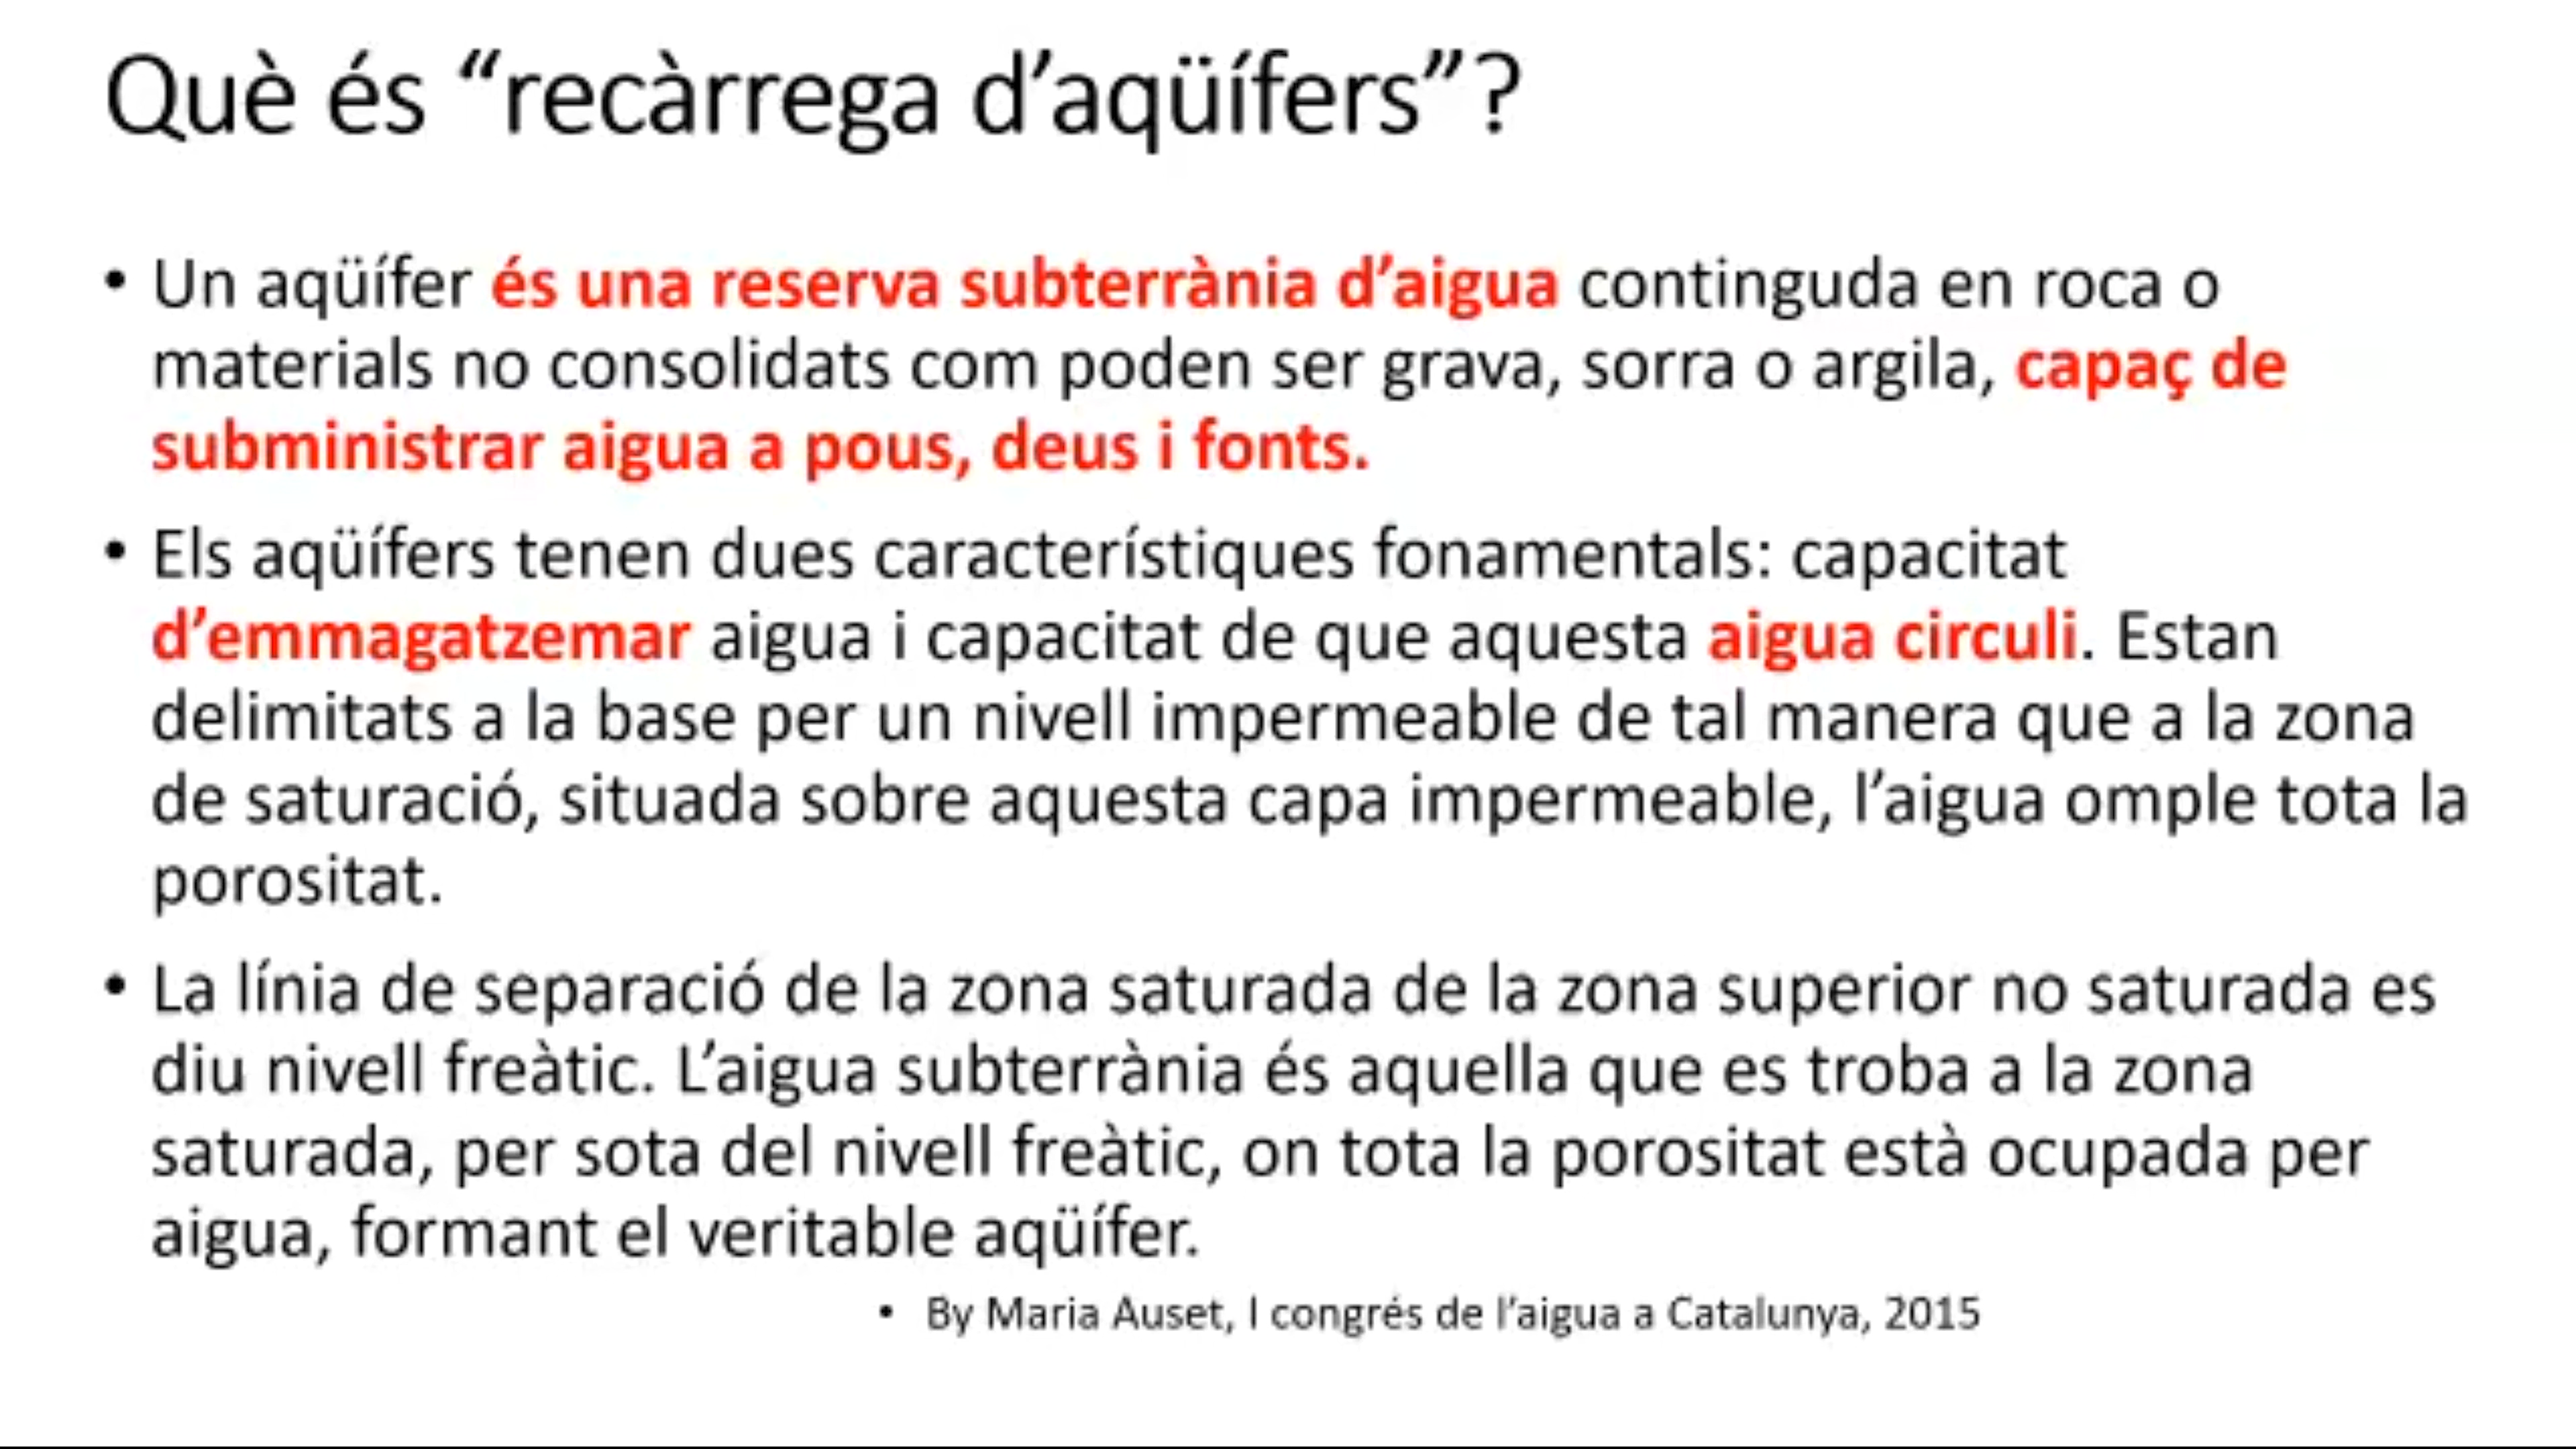 Què és “recàrrega d’aqüífers”?
• Un aqüífer és una reserva subterrània d’aigua continguda en roca o
materials no consolidats com poden ser grava, sorra o argila, capaç de
subministrar aigua a pous, deus i fonts.
• Els aqüífers tenen dues característiques fonamentals: capacitat
d’emmagatzemar aigua i capacitat de que aquesta aigua circuli. Estan
delimitats a la base per un nivell impermeable de tal manera que a la zona
de saturació, situada sobre aquesta capa impermeable, l’aigua omple tota la
porositat.
• La línia de separació de la zona saturada de la zona superior no saturada es
diu nivell freàtic. L’aigua subterrània és aquella que es troba a la zona
saturada, per sota del nivell freàtic, on tota la porositat està ocupada per
aigua, formant el veritable aqüífer.
• By Maria Auset, I congrés de l’aigua a Catalunya, 2015